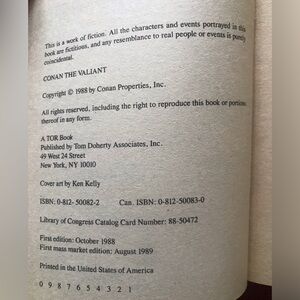 This is a work of fiction. All the characters and events portrayed in this
book are fictitious, and any resemblance to real people or events is purely
coincidental.
CONAN THE VALIANT
Copyright © 1988 by Conan Properties, Inc.
All rights reserved, including the right to reproduce this book or portions
thereof in any form.
A TOR Book
Published by Tom Doherty Associates, Inc.
49 West 24 Street
New York, NY 10010
Cover art by Ken Kelly
ISBN: 0-812-50082-2 Can. ISBN: 0-812-50083-0
Library of Congress Catalog Card Number: 88-50472
First edition: October 1988
First mass market edition: August 1989
Printed in the United States of America
0 9 8 7 6 5 4 3 2 1